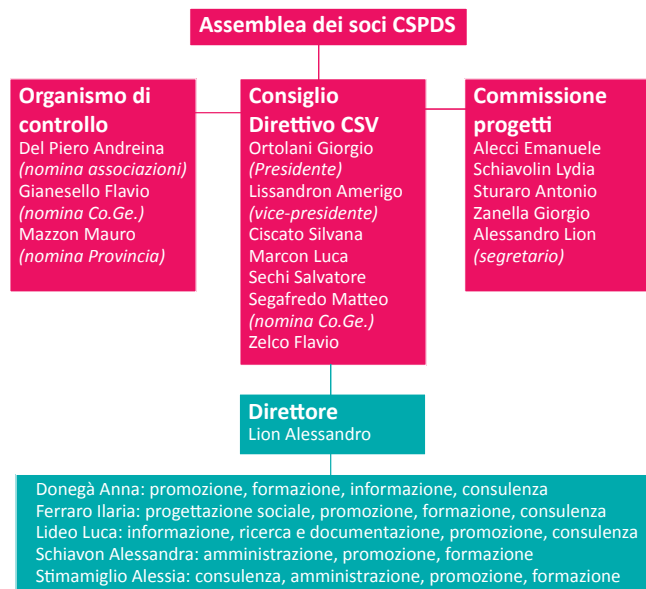 Assemblea dei soci CSPDS
Organismo di
controllo
Del Piero Andreina
(nomina associazioni)
Gianesello Flavio
(nomina Co.Ge.)
Mazzon Mauro
(nomina Provincia)
Consiglio
Direttivo CSV
Ortolani Giorgio
(Presidente)
Lissandron Amerigo
(vice-presidente)
Ciscato Silvana
Marcon Luca
Sechi Salvatore
Segafredo Matteo
(nomina Co.Ge.)
Zelco Flavio
Commissione
progetti
Alecci Emanuele
Schiavolin Lydia
Sturaro Antonio
Zanella Giorgio
Alessandro Lion
(segretario)
Direttore
Lion Alessandro
Donegà Anna: promozione, formazione, informazione, consulenza
Ferraro Ilaria: progettazione sociale, promozione, formazione, consulenza
Lideo Luca: informazione, ricerca e documentazione, promozione, consulenza
Schiavon Alessandra: amministrazione, promozione, formazione
Stimamiglio Alessia: consulenza, amministrazione, promozione, formazione